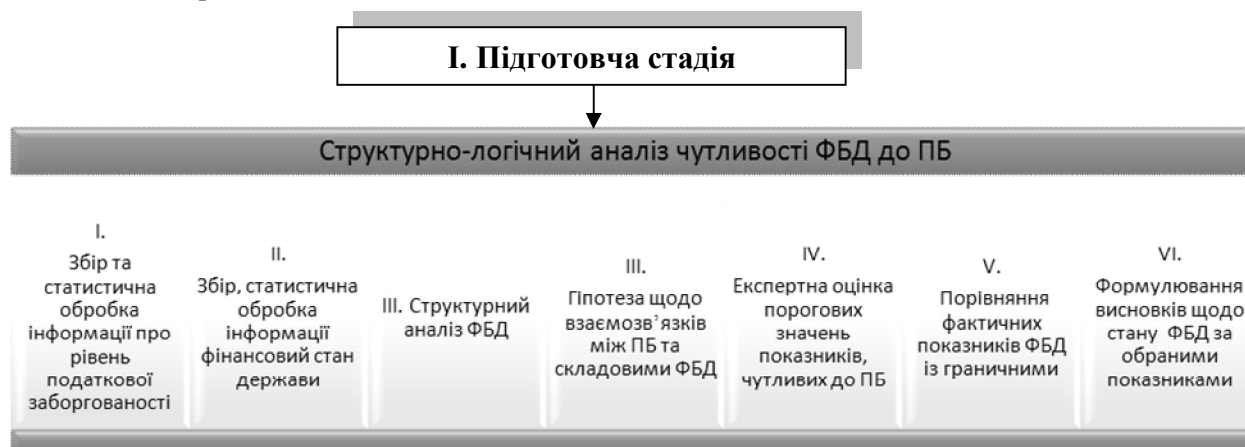 І. Підготовча стадія
Структурно-логічний аналіз чутливості ФБД до ПБ
І.
Збір та
статистична
обробка
інформації про
рівень
податкової
заборгованості
ІІ.
Збір, статистична
обробка
інформації
фінансовий стан
держави
ІІІ. Структурний
аналіз ФБД
ІІІ.
Гіпотеза щодо
взаємозв’язків
між ПБ та
складовими ФБД
IV.
Експертна оцінка
порогових
значень
показників,
чутливих до ПБ
V.
Порівняння
фактичних
показників ФБД
із граничними
VI.
Формулювання
висновків щодо
стану ФБД за
обраними
показниками